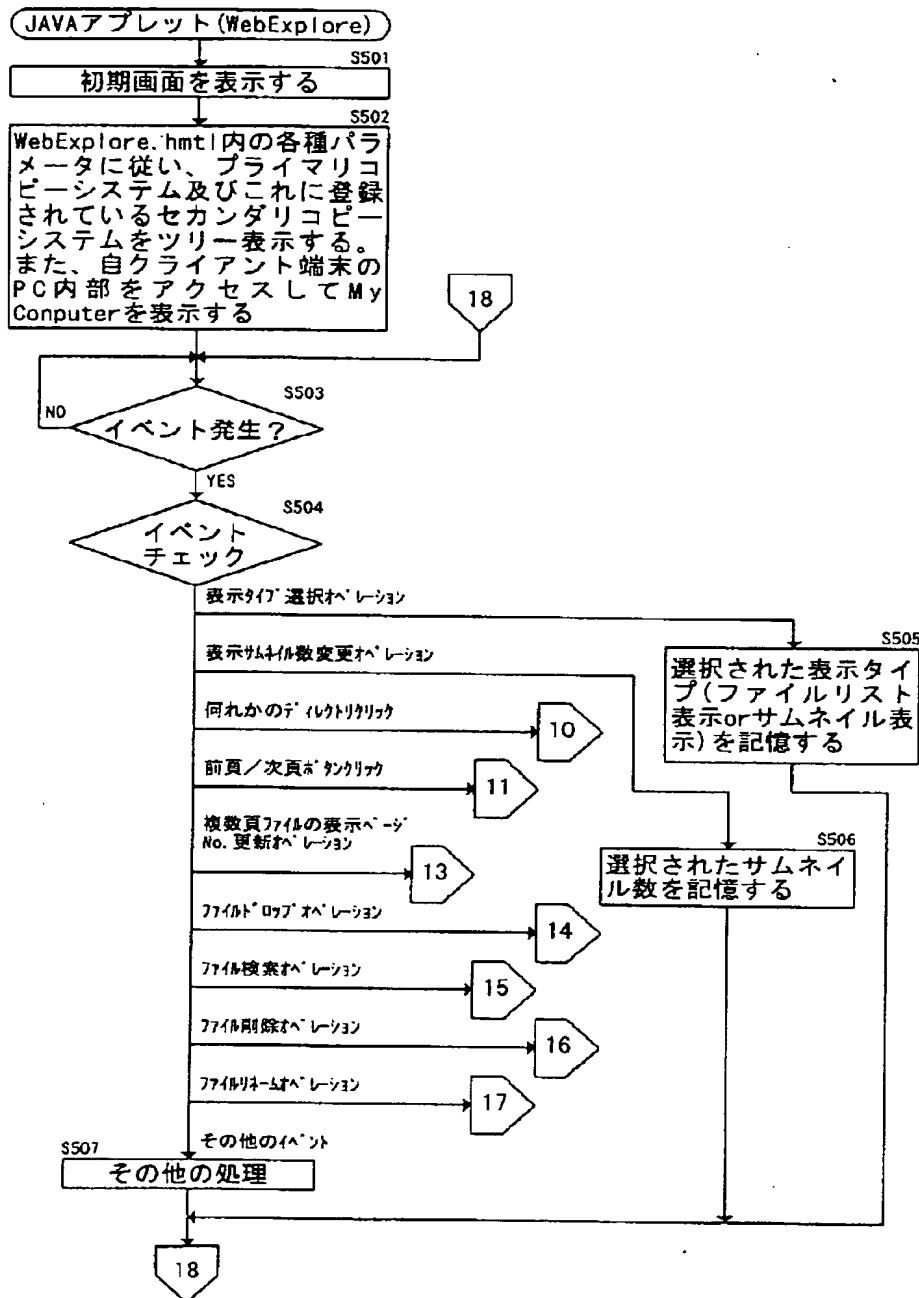 JAVAアプレット(WebExplore)
S501
初期画面を表示する
S502
WebExplore.hmtl内の各種パラ
メータに従い、プライマリコ
ピーシステム及びこれに登録
されているセカンダリコピー
システムをツリー表示する。
また、自クライアント端末の
PC内部をアクセスしてMy
Conputerを表示する
18
S503
NO
イベント発生？
YES
S504
イベント
チェック
表示ﾀｲﾌﾟ選択ｵﾍﾟﾚｰｼｮﾝ
S505
選択された表示タイ
プ(ファイルリスト
表示orサムネイル表
示)を記憶する
表示ｻﾑﾈｲﾙ数変更ｵﾍﾟﾚｰｼｮﾝ
何れかのﾃﾞｨﾚｸﾄﾘｸﾘｯｸ
10
前頁／次頁ﾎﾞﾀﾝｸﾘｯｸ
11
複数頁ﾌｧｲﾙの表示ﾍﾟｰｼﾞ
No.更新ｵﾍﾟﾚｰｼｮﾝ
13
S506
選択されたサムネイ
ル数を記憶する
ﾌｧｲﾙﾄﾞﾛｯﾌﾟｵﾍﾟﾚｰｼｮﾝ
14
ﾌｧｲﾙ検索ｵﾍﾟﾚｰｼｮﾝ
15
ﾌｧｲﾙ削除ｵﾍﾟﾚｰｼｮﾝ
16
ﾌｧｲﾙﾘﾈｰﾑｵﾍﾟﾚｰｼｮﾝ
17
その他のｲﾍﾞﾝﾄ
S507
その他の処理
18